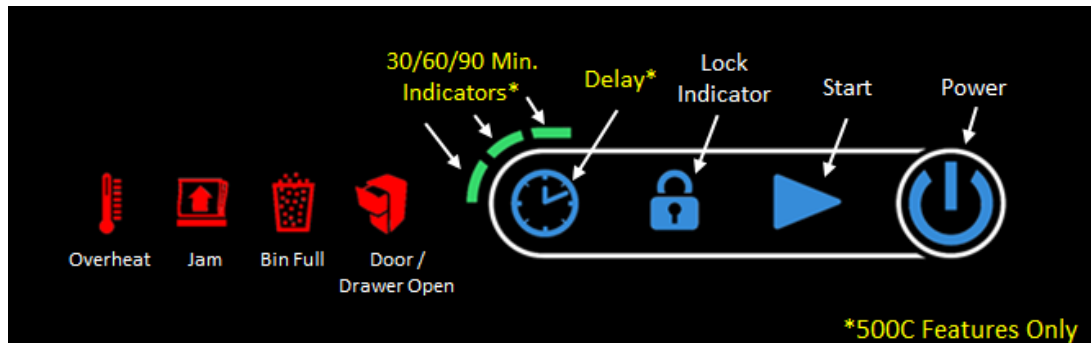 30/60/90 Min.
Indicators*
Delay*
Lock
Indicator
Start
Power
Overheat
Jam
Bin Full
Door /
Drawer Open
*500C Features Only